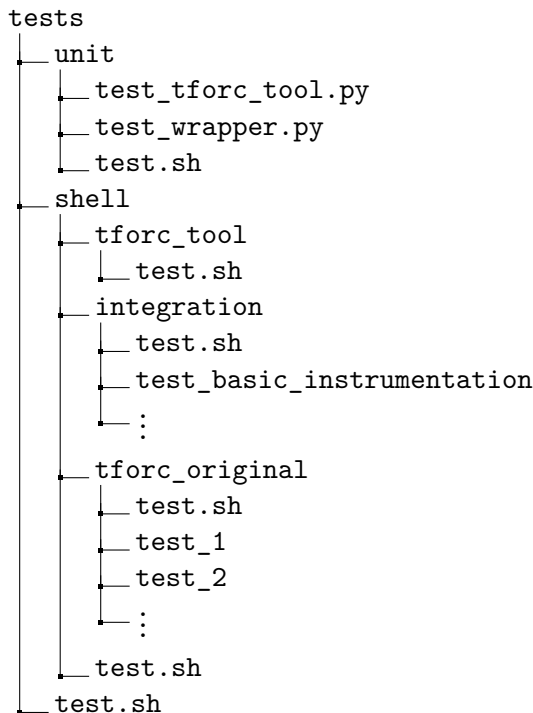 tests
unit
test_tforc_tool.py
test_wrapper.py
test.sh
shell
tforc_tool
test.sh
integration
test.sh
test_basic_instrumentation
⋮
tforc_original
test.sh
test_1
test_2
⋮
test.sh
test.sh